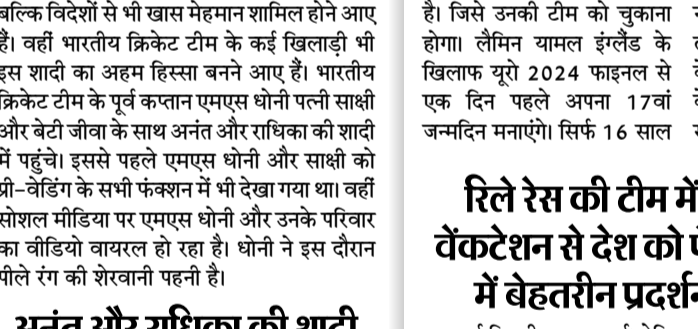 बल्कि विदेशों से भी खास मेहमान शामिल होने आए
हैं। वहीं भारतीय क्रिकेट टीम के कई खिलाड़ी भी
इस शादी का अहम हिस्सा बनने आए हैं। भारतीय
क्रिकेट टीम के पूर्व कप्तान एमएस धोनी पत्नी साक्षी
और बेटी जीवा के साथ अनंत और राधिका की शादी
में पहुंचे। इससे पहले एमएस धोनी और साक्षी को
प्री-वेडिंग के सभी फंक्शन में भी देखा गया था। वहीं
सोशल मीडिया पर एमएस धोनी और उनके परिवार
का वीडियो वायरल हो रहा है। धोनी ने इस दौरान
पीले रंग की शेरवानी पहनी है।
अनंत और राधिका की शादी
है। जिसे उनकी टीम को चुकाना
होगा। लैमिन यामल इंग्लैंड के
खिलाफ यूरो 2024 फाइनल से
एक दिन पहले अपना 17वां
जन्मदिन मनाएंगे। सिर्फ 16 साल
रिले रेस की टीम में
वेंकटेशन से देश को
में बेहतरीन प्रदर्शन